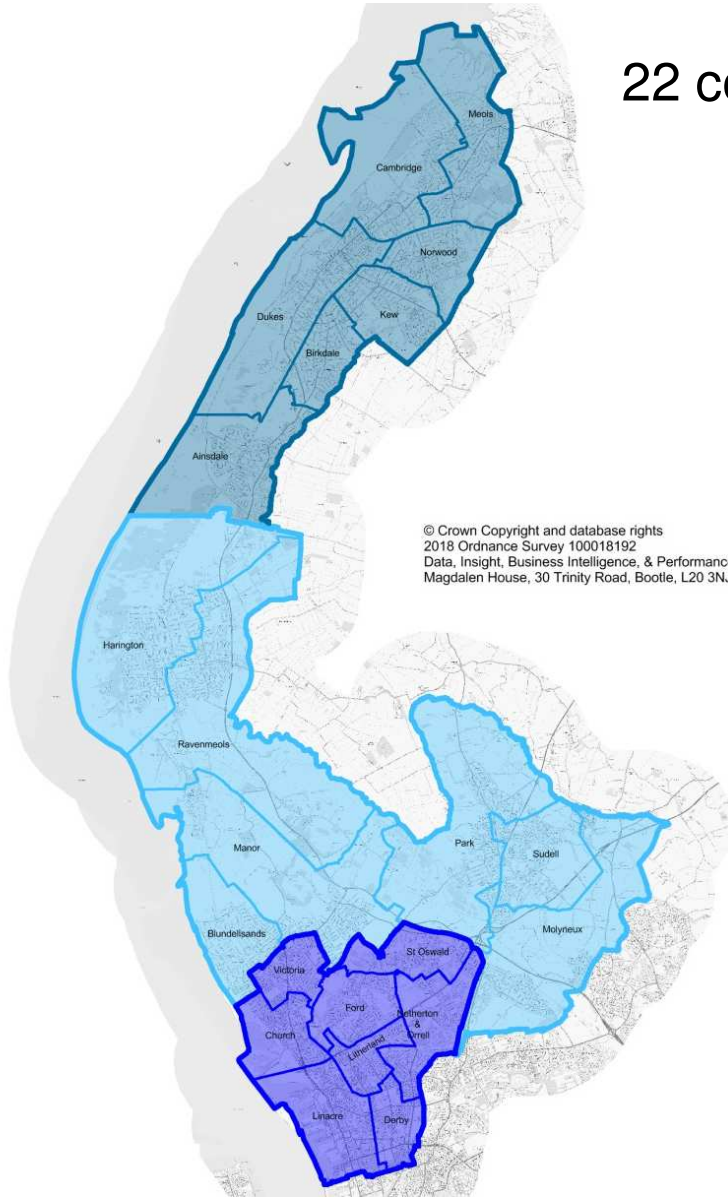 22 co
Meols
Cambridge
Norwood
Dukes
Kew
Birkdale
Ainsdale
© Crown Copyright and database rights
2018 Ordnance Survey 100018192
Data, Insight, Business Intelligence, & Performance
Magdalen House, 30 Trinity Road, Bootle, L20 3NJ
Harington
Ravenmeols
Manor
Park
Sudell
Blundellsands
Molyneux
St Oswald
Victoria
Ford
Netherton
&
Orrell
Church
Litherland
Linacre
Derby